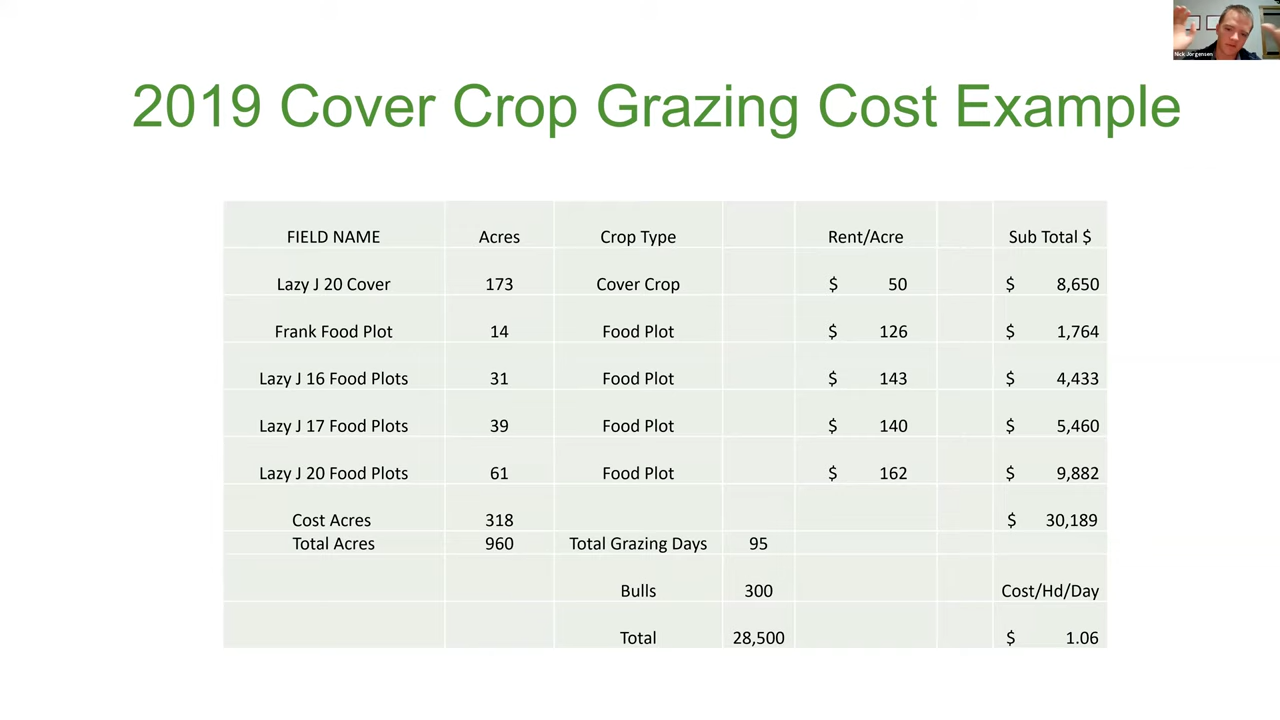 Nick Jorgensen
2019 Cover Crop Grazing Cost Example
FIELD NAME Acres Crop Type Rent/Acre Sub Total $
Lazy J 20 Cover 173 Cover Crop $ 50 $ 8,650
Frank Food Plot 14 Food Plot $ 126 $ 1,764
Lazy J 16 Food Plots 31 Food Plot $ 143 $ 4,433
Lazy J 17 Food Plots 39 Food Plot $ 140 $ 5,460
Lazy J 20 Food Plots 61 Food Plot $ 162 $ 9,882
Cost Acres 318 $ 30,189
Total Acres 960 Total Grazing Days 95
Bulls 300 Cost/Hd/Day
Total 28,500 $ 1.06